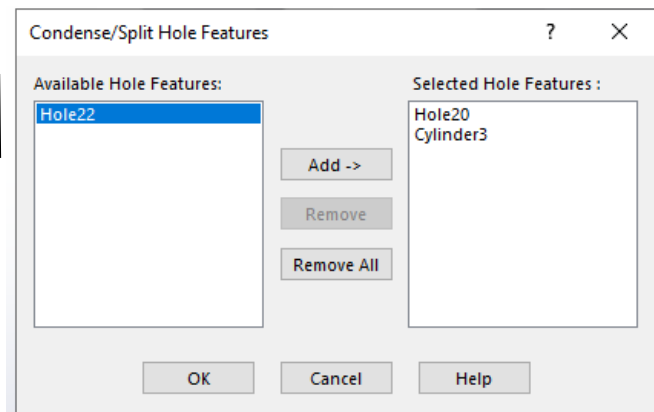 Condense/Split Hole Features
?
Available Hole Features:
Selected Hole Features :
Hole22
Hole20
Cylinder3
Add ->
Remove
Remove All
OK
Cancel
Help